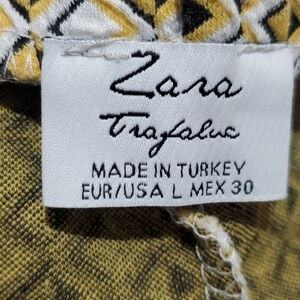 Zara
Trafaluc
MADE IN TURKEY
EUR/USA L MEX 30